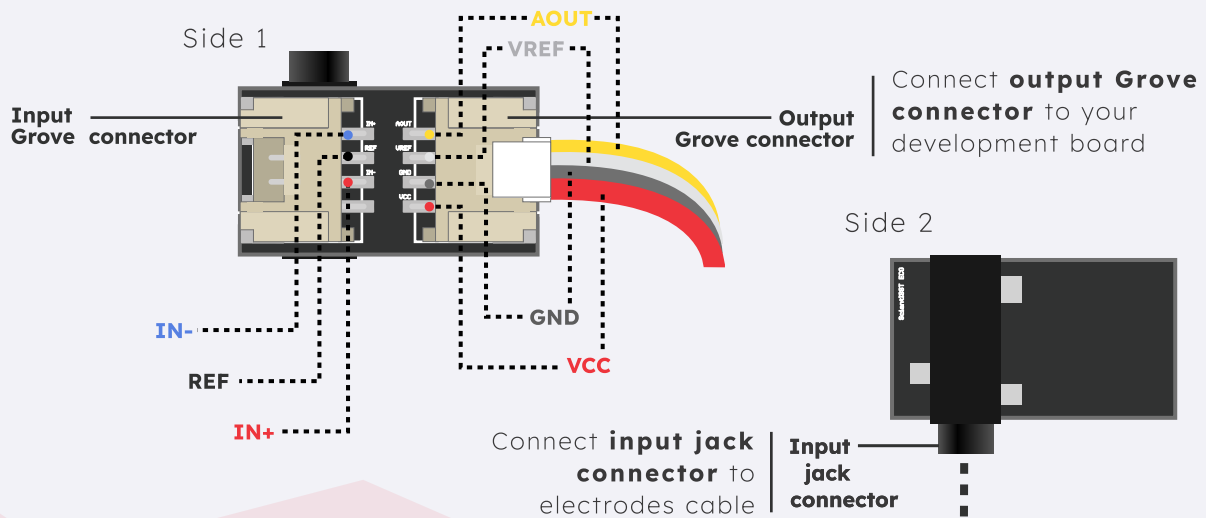 Side 1
AOUT
VREF
Input
Grove connector
IN+
REF
IN-
AOUT
VREF
GND
VCC
Output
Grove connector
Connect output Grove
connector to your
development board
IN-
REF
IN+
GND
VCC
Side 2
Connect input jack
connector to
electrodes cable
Input
jack
connector